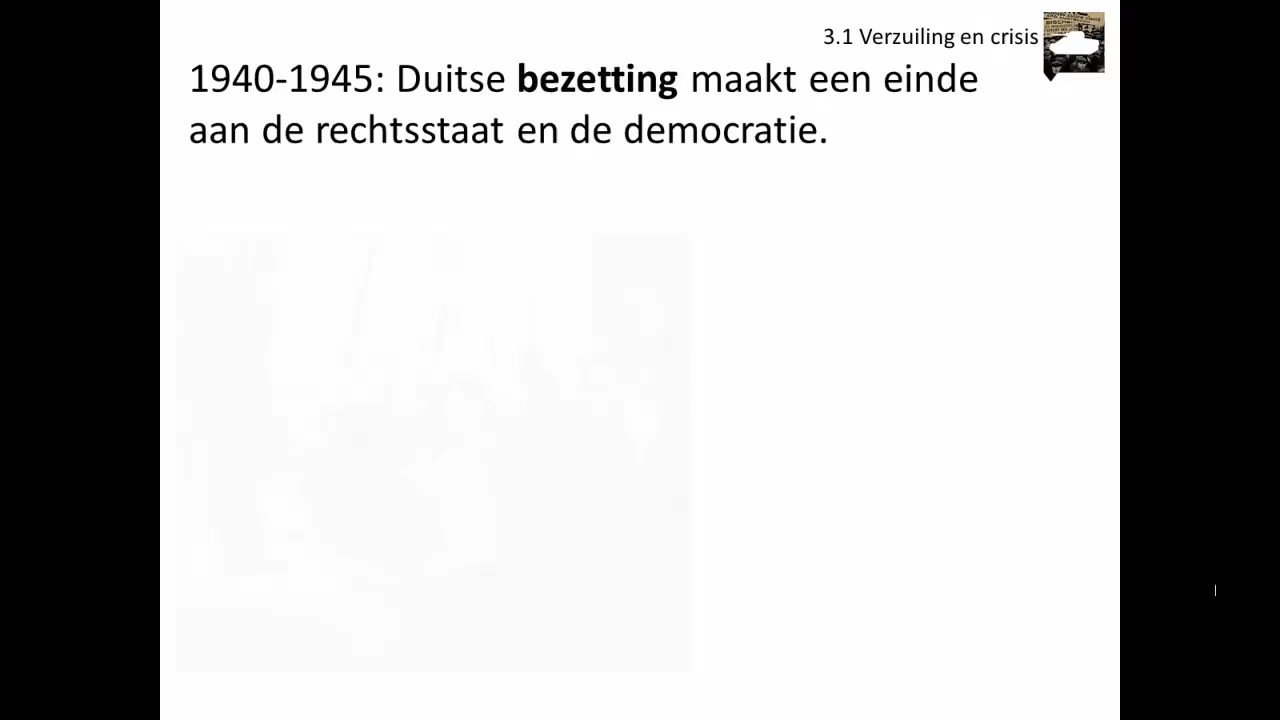 3.1 Verzuiling en crisis
1940-1945: Duitse bezetting maakt een einde
aan de rechtsstaat en de democratie.